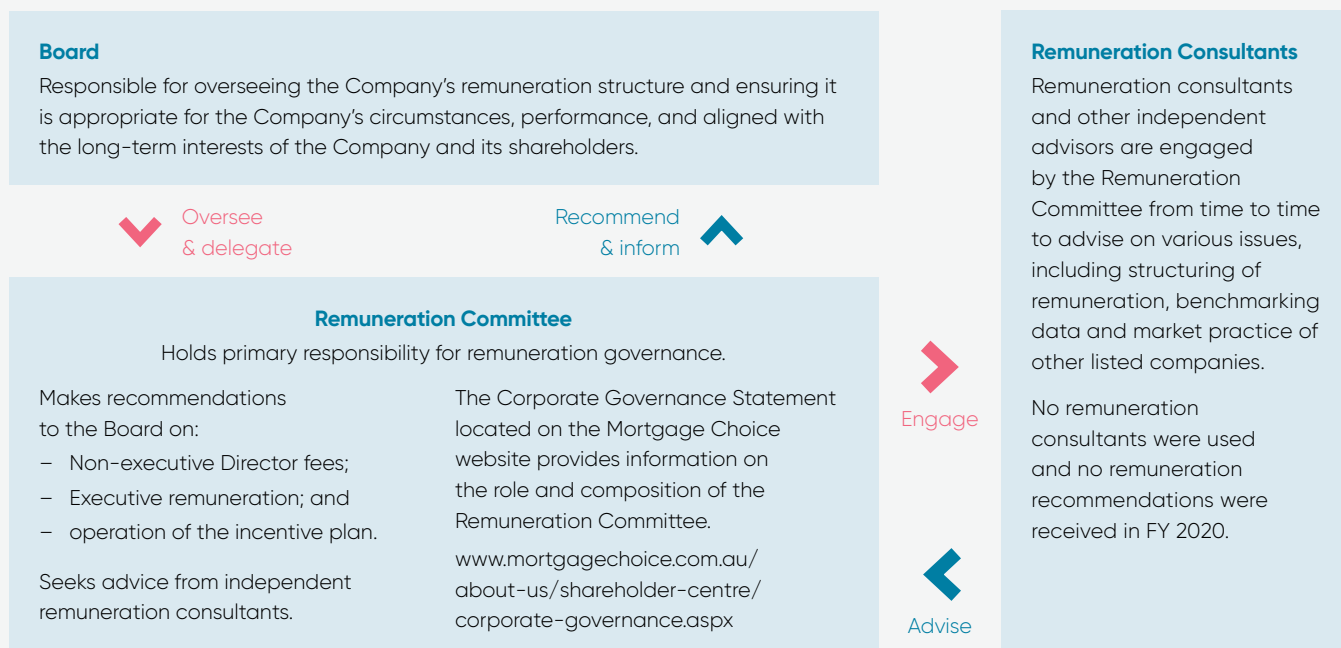 Board
Responsible for overseeing the Company's remuneration structure and ensuring it
is appropriate for the Company's circumstances, performance, and aligned with
the long-term interests of the Company and its shareholders.
Oversee
& delegate
Recommend
& inform
Remuneration Committee
Holds primary responsibility for remuneration governance.
Makes recommendations
to the Board on:
– Non-executive Director fees;
– Executive remuneration; and
– operation of the incentive plan.
Seeks advice from independent
remuneration consultants.
The Corporate Governance Statement
located on the Mortgage Choice
website provides information on
the role and composition of the
Remuneration Committee.
www.mortgagechoice.com.au/
about-us/shareholder-centre/
corporate-governance.aspx
Engage
Advise
Remuneration Consultants
Remuneration consultants
and other independent
advisors are engaged
by the Remuneration
Committee from time to time
to advise on various issues,
including structuring of
remuneration, benchmarking
data and market practice of
other listed companies.
No remuneration
consultants were used
and no remuneration
recommendations were
received in FY 2020.